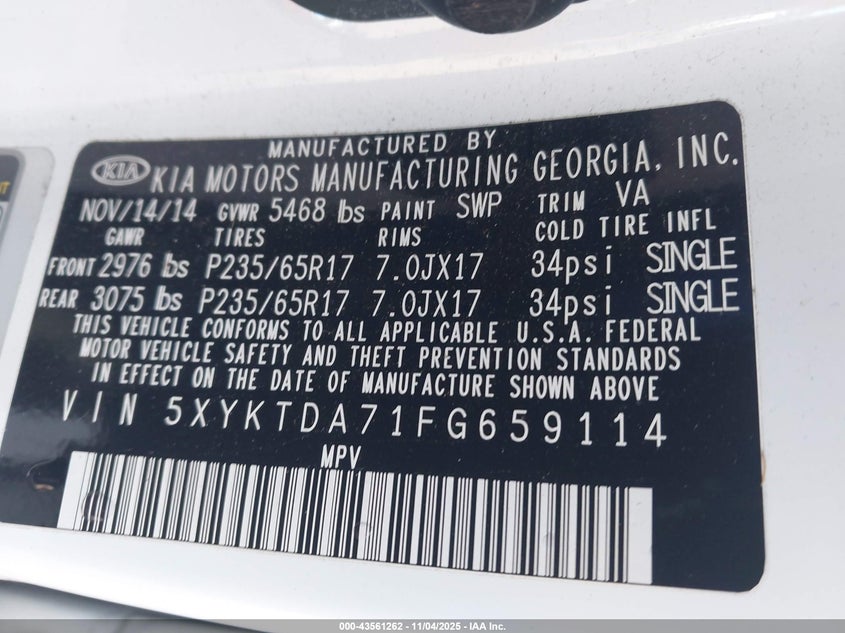 MANUFACTURED BY
KIA KIA MOTORS MANUFACTURING GEORGIA, INC.
NOV/14/14 GVWR 5468 lbs PAINT SWP TRIM VA
GAWR TIRES RIMS COLD TIRE INFL
FRONT 2976 lbs P235/65R17 7.0JX17 34psi SINGLE
REAR 3075 lbs P235/65R17 7.0JX17 34psi SINGLE
THIS VEHICLE CONFORMS TO ALL APPLICABLE U.S.A. FEDERAL
MOTOR VEHICLE SAFETY AND THEFT PREVENTION STANDARDS
IN EFFECT ON THE DATE OF MANUFACTURE SHOWN ABOVE
VIN 5XYKTDA71FG659114
MPV
000-43561262 - 11/04/2025 - IAA Inc.